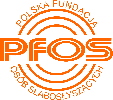 POLSKA FUNDACJA
PFOS
OSÓB SŁABOSŁYSZĄCYCH